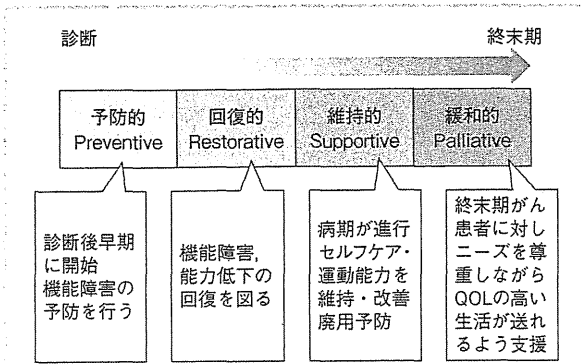 診断
終末期
予防的
Preventive
回復的
Restorative
維持的
Supportive
緩和的
Palliative
診断後早期
に開始
機能障害の
予防を行う
機能障害，
能力低下の
回復を図る
病期が進行
セルフケア・
運動能力を
維持・改善
廃用予防
終末期がん
患者に対し
ニーズを尊
重しながら
QOLの高い
生活が送れ
るよう支援